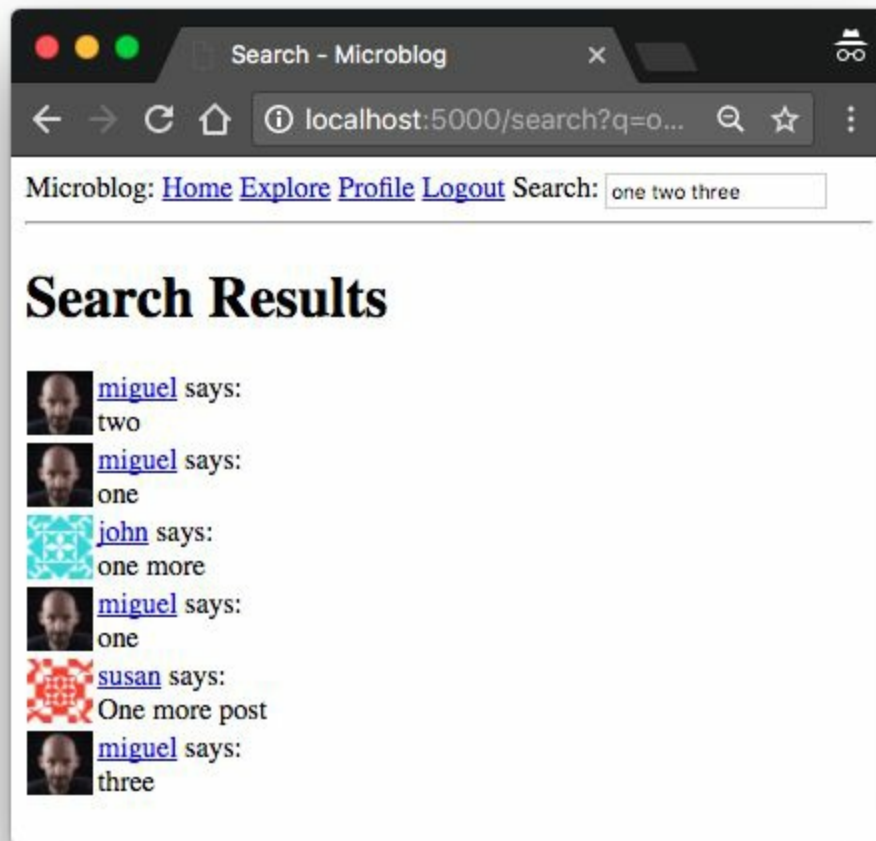 Search - Microblog
localhost:5000/search?q=o...
Microblog: Home Explore Profile Logout Search: one two three
Search Results
miguel says:
two
miguel says:
one
john says:
one more
miguel says:
one
susan says:
One more post
miguel says:
three